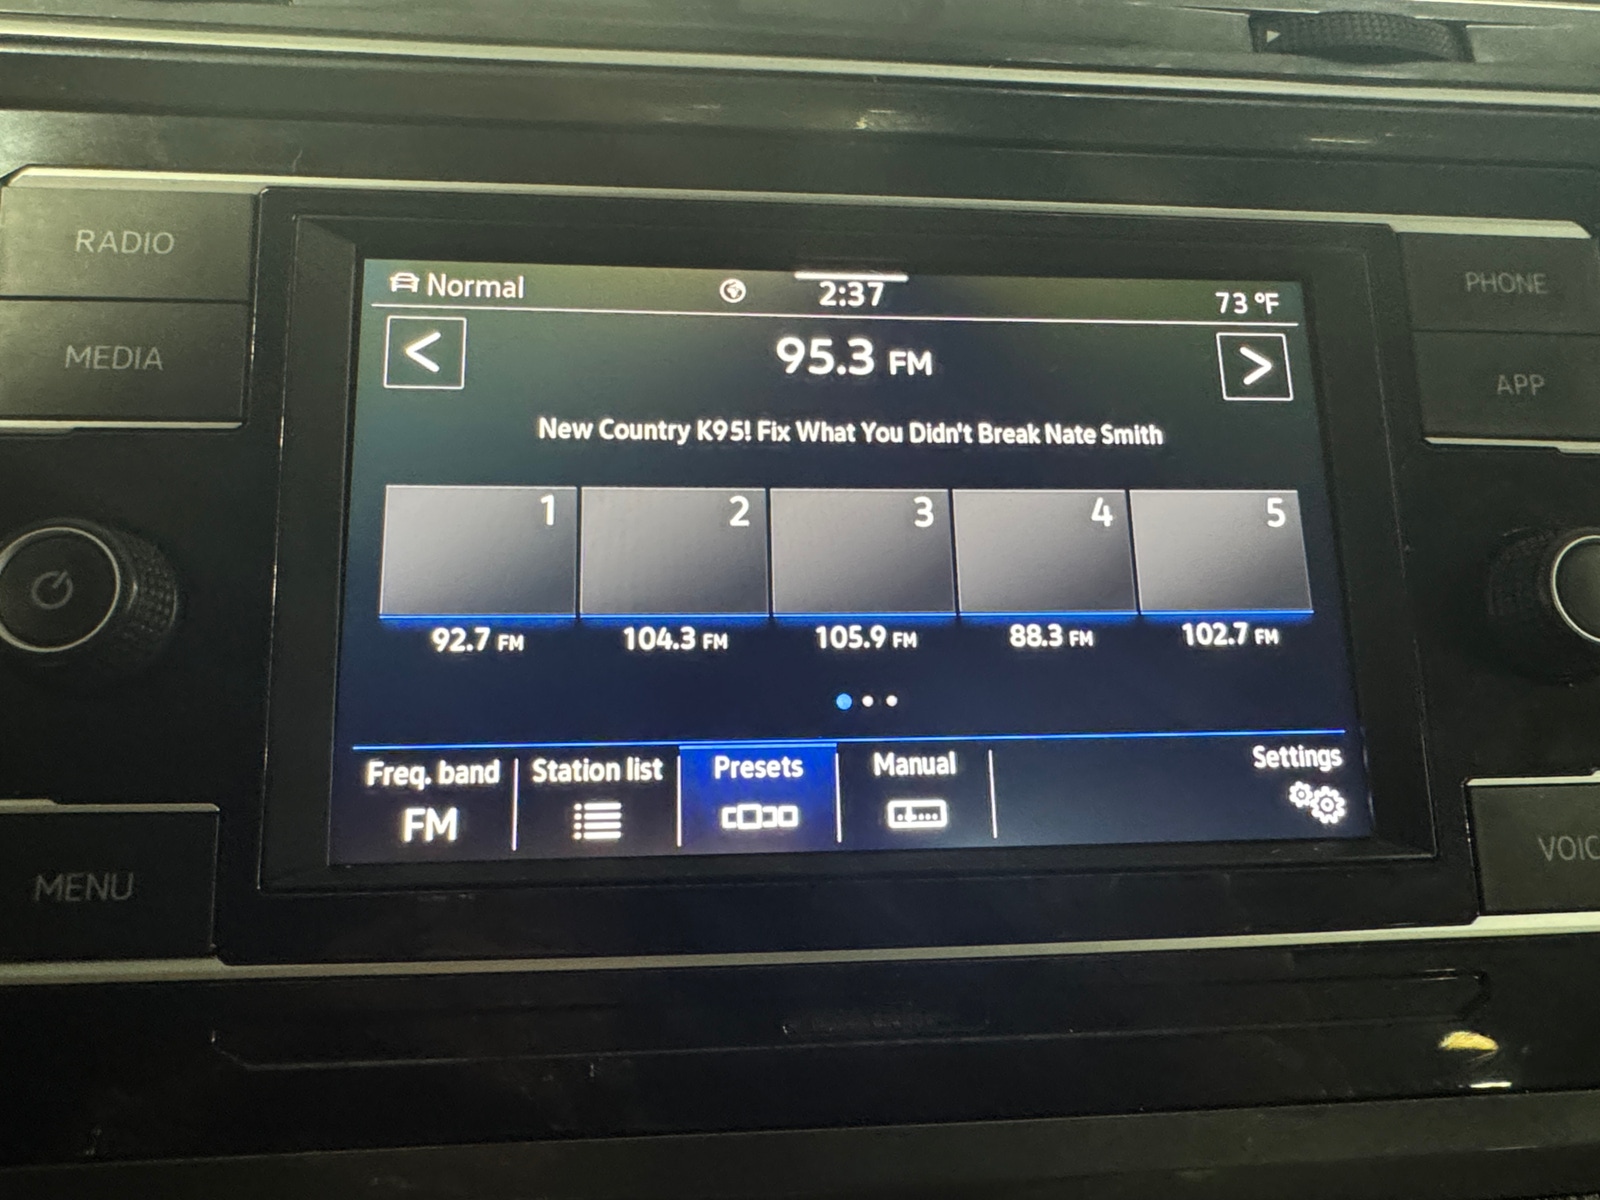 RADIO
MEDIA
MENU
PHONE
APP
Normal
2:37
73 °F
<
95.3 FM
>
New Country K95! Fix What You Didn't Break Nate Smith
1 2 3 4 5
92.7 FM 104.3 FM 105.9 FM 88.3 FM 102.7 FM
Freq. band Station list Presets Manual Settings
FM